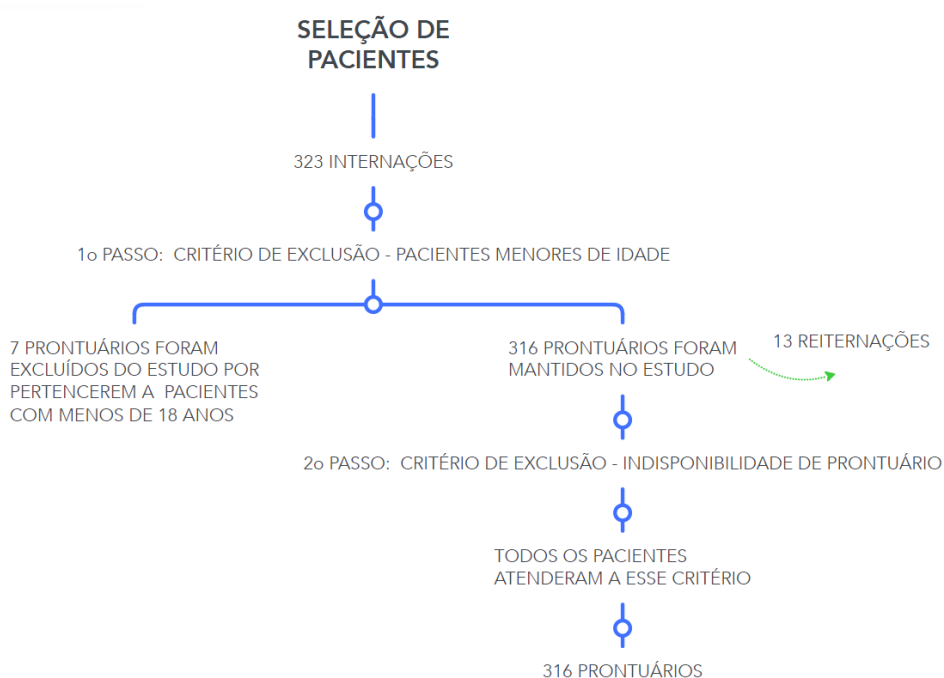 SELEÇÃO DE
PACIENTES
323 INTERNAÇÕES
1o PASSO: CRITÉRIO DE EXCLUSÃO - PACIENTES MENORES DE IDADE
7 PRONTUÁRIOS FORAM
EXCLUÍDOS DO ESTUDO POR
PERTENCEREM A PACIENTES
COM MENOS DE 18 ANOS
316 PRONTUÁRIOS FORAM
MANTIDOS NO ESTUDO
13 REITERNAÇÕES
2o PASSO: CRITÉRIO DE EXCLUSÃO - INDISPONIBILIDADE DE PRONTUÁRIO
TODOS OS PACIENTES
ATENDERAM A ESSE CRITÉRIO
316 PRONTUÁRIOS